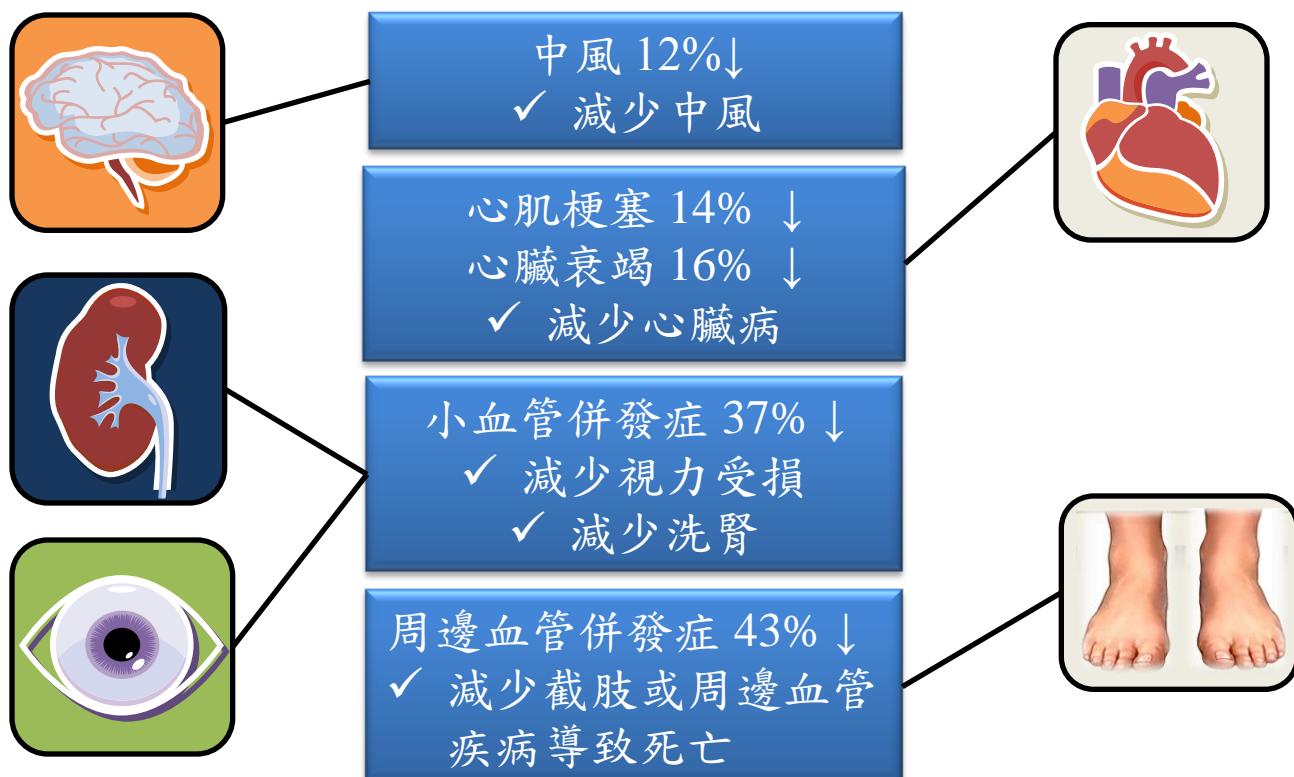 中風 12%↓
✓ 減少中風
心肌梗塞 14% ↓
心臟衰竭 16% ↓
✓ 減少心臟病
小血管併發症 37% ↓
✓ 減少視力受損
✓ 減少洗腎
周邊血管併發症 43% ↓
✓ 減少截肢或周邊血管
疾病導致死亡